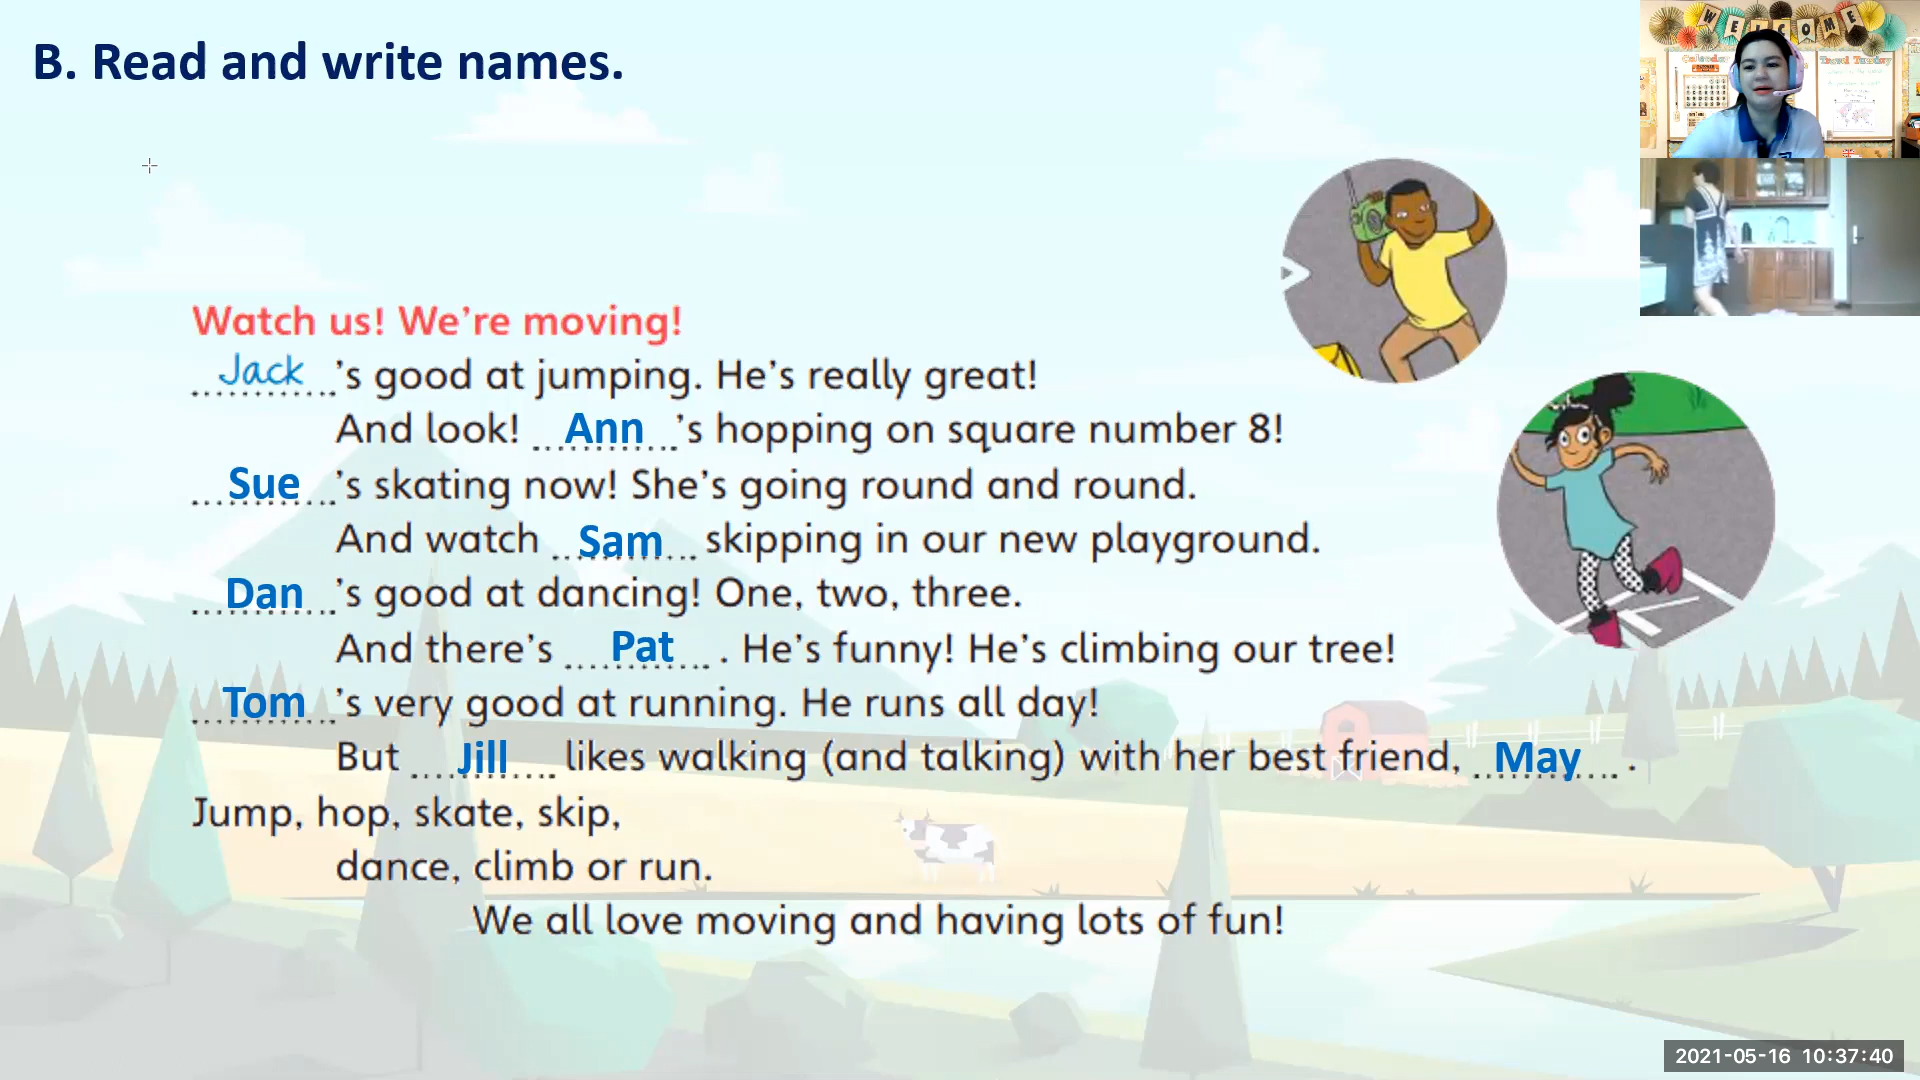 B. Read and write names.
WELCOME
Watch us! We're moving!
Jack's good at jumping. He's really great!
And look! Ann's hopping on square number 8!
Sue's skating now! She's going round and round.
And watch Sam skipping in our new playground.
Dan's good at dancing! One, two, three.
And there's Pat. He's funny! He's climbing our tree!
Tom's very good at running. He runs all day!
But Jill likes walking (and talking) with her best friend, May.
Jump, hop, skate, skip,
dance, climb or run.
We all love moving and having lots of fun!
2021-05-16 10:37:40